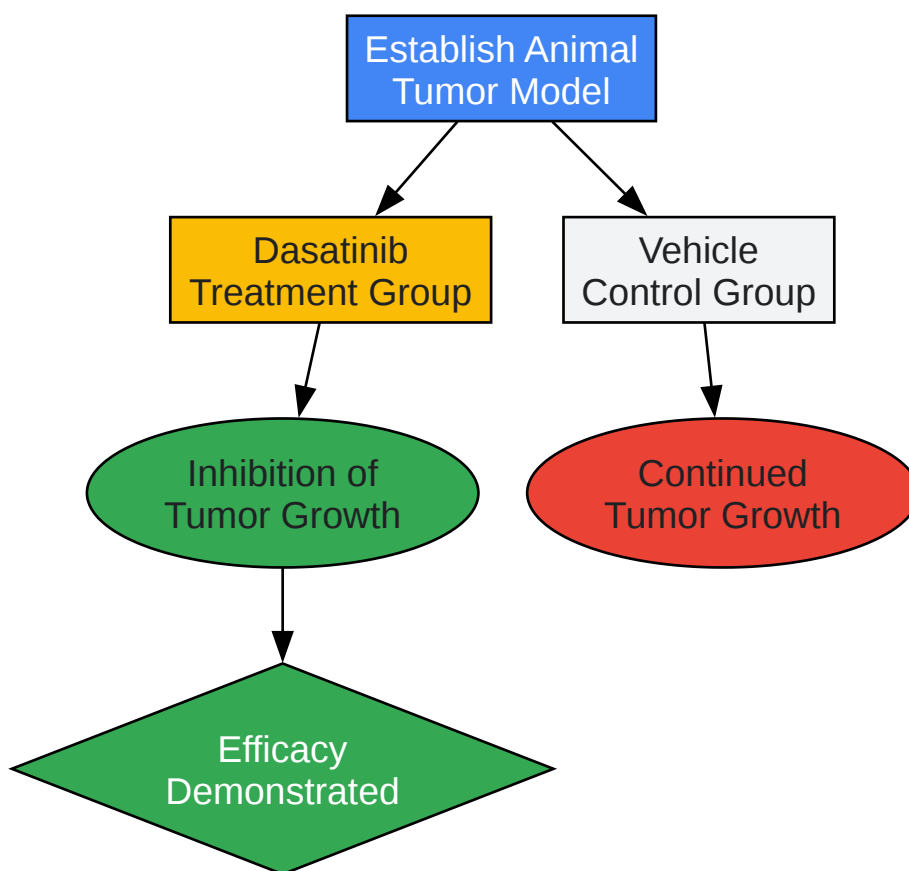 Establish Animal
Tumor Model
Dasatinib
Treatment Group
Vehicle
Control Group
Inhibition of
Tumor Growth
Continued
Tumor Growth
Efficacy
Demonstrated